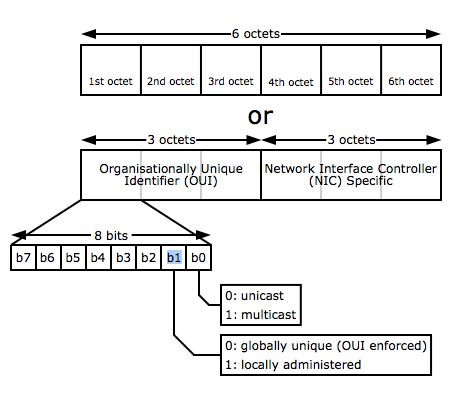 6 octets
1st octet 2nd octet 3rd octet 4th octet 5th octet 6th octet
or
3 octets 3 octets
Organisationally Unique
Identifier (OUI)
Network Interface Controller
(NIC) Specific
8 bits
b7 b6 b5 b4 b3 b2 b1 b0
0: unicast
1: multicast
0: globally unique (OUI enforced)
1: locally administered